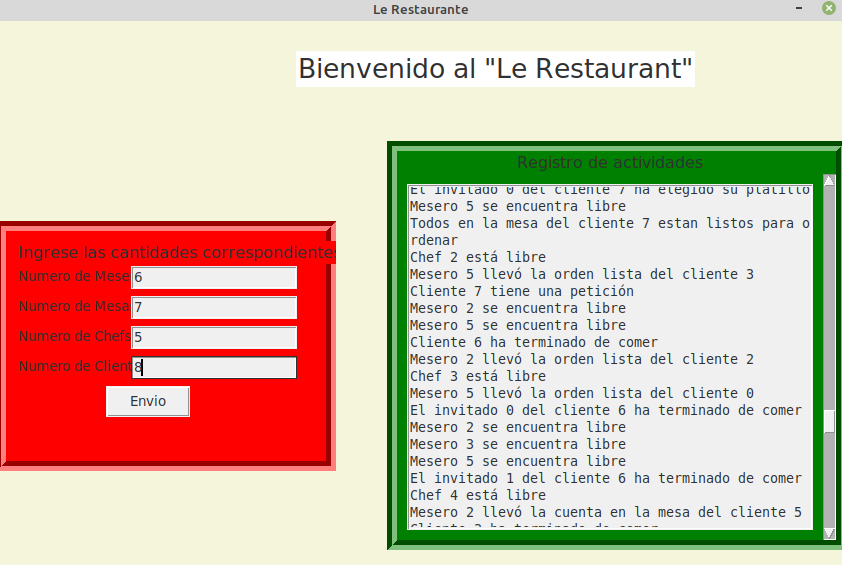 Le Restaurante
Bienvenido al "Le Restaurant"
Registro de actividades
El invitado 0 del cliente 7 ha elegido su platillo
Mesero 5 se encuentra libre
Todos en la mesa del cliente 7 estan listos para o
rdenar
Chef 2 está libre
Mesero 5 llevó la orden lista del cliente 3
Cliente 7 tiene una petición
Mesero 2 se encuentra libre
Mesero 5 se encuentra libre
Cliente 6 ha terminado de comer
Mesero 2 llevó la orden lista del cliente 2
Chef 3 está libre
Mesero 5 llevó la orden lista del cliente 0
El invitado 0 del cliente 6 ha terminado de comer
Mesero 2 se encuentra libre
Mesero 3 se encuentra libre
Mesero 5 se encuentra libre
El invitado 1 del cliente 6 ha terminado de comer
Chef 4 está libre
Mesero 2 llevó la cuenta en la mesa del cliente 5
Cliente 3 ha terminado de comer
Ingrese las cantidades correspondientes
Numero de Mese 6
Numero de Mesa 7
Numero de Chefs 5
Numero de Client 8
Envio